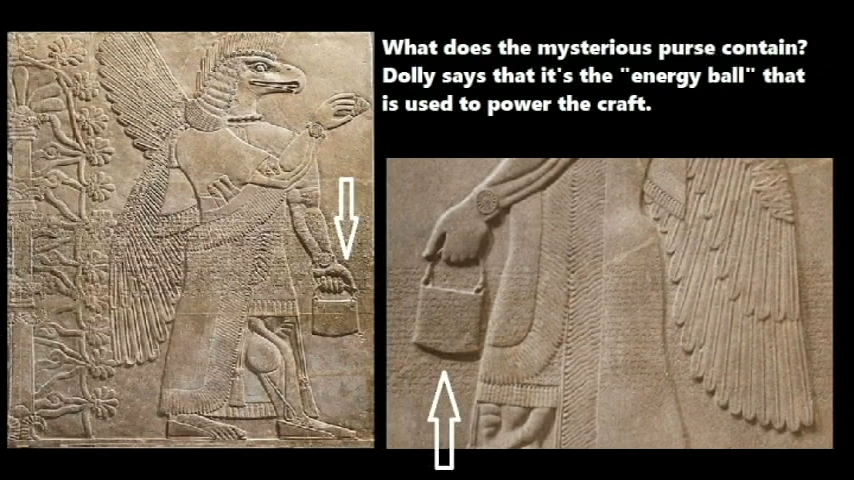 What does the mysterious purse contain?
Dolly says that it's the "energy ball" that
is used to power the craft.